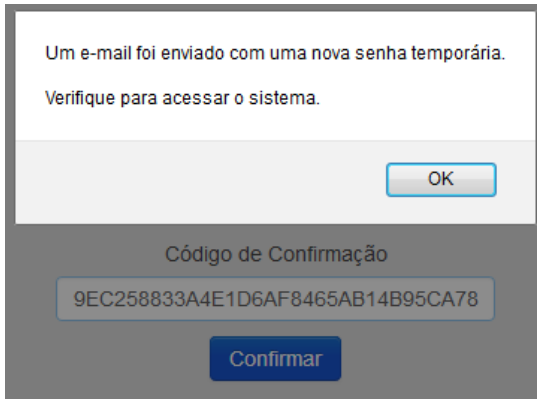 Um e-mail foi enviado com uma nova senha temporária.
Verifique para acessar o sistema.
OK
Código de Confirmação
9EC258833A4E1D6AF8465AB14B95CA78
Confirmar